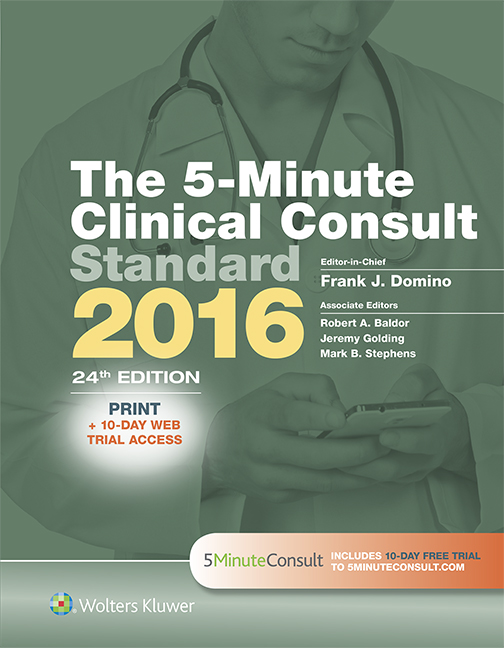 The 5-Minute
Clinical Consult
Standard
2016
24th EDITION
PRINT
+ 10-DAY WEB
TRIAL ACCESS
Editor-in-Chief
Frank J. Domino
Associate Editors
Robert A. Baldor
Jeremy Golding
Mark B. Stephens
5MinuteConsult
INCLUDES 10-DAY FREE TRIAL
TO 5MINUTECONSULT.COM
Wolters Kluwer